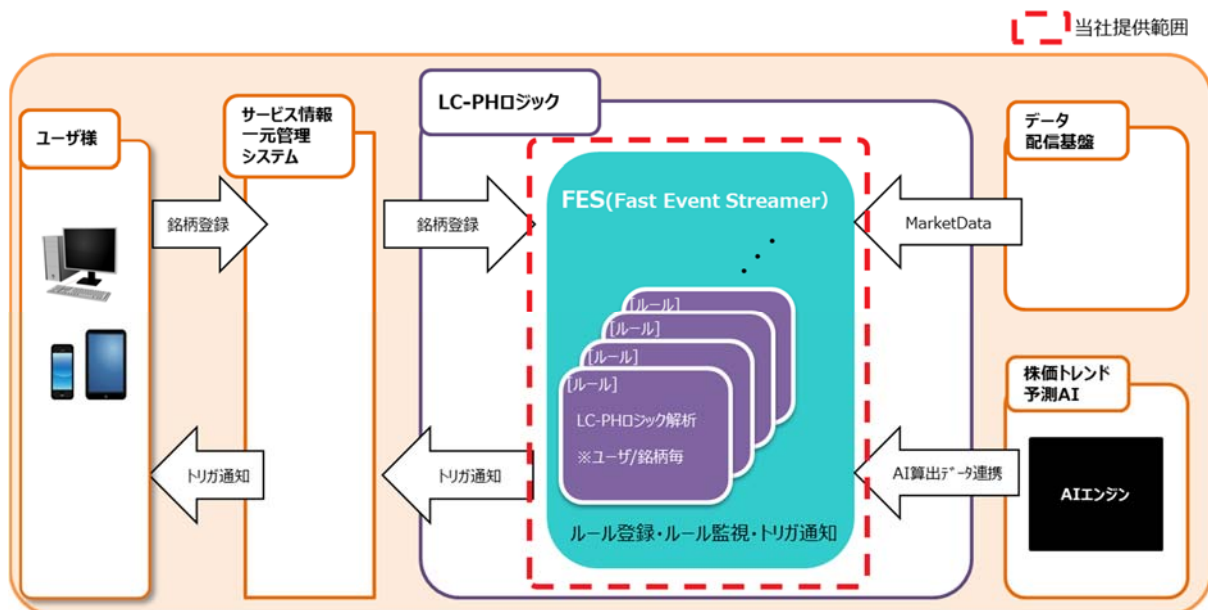 当社提供範囲
ユーザ様
サービス情報
一元管理
システム
LC-PHロジック
データ
配信基盤
銘柄登録
銘柄登録
FES(Fast Event Streamer)
MarketData
[ルール]
[ルール]
[ルール]
[ルール]
LC-PHロジック解析
※ユーザ/銘柄毎
ルール登録・ルール監視・トリガ通知
トリガ通知
トリガ通知
株価トレンド
予測AI
AI算出ﾃﾞｰﾀ連携
AIエンジン